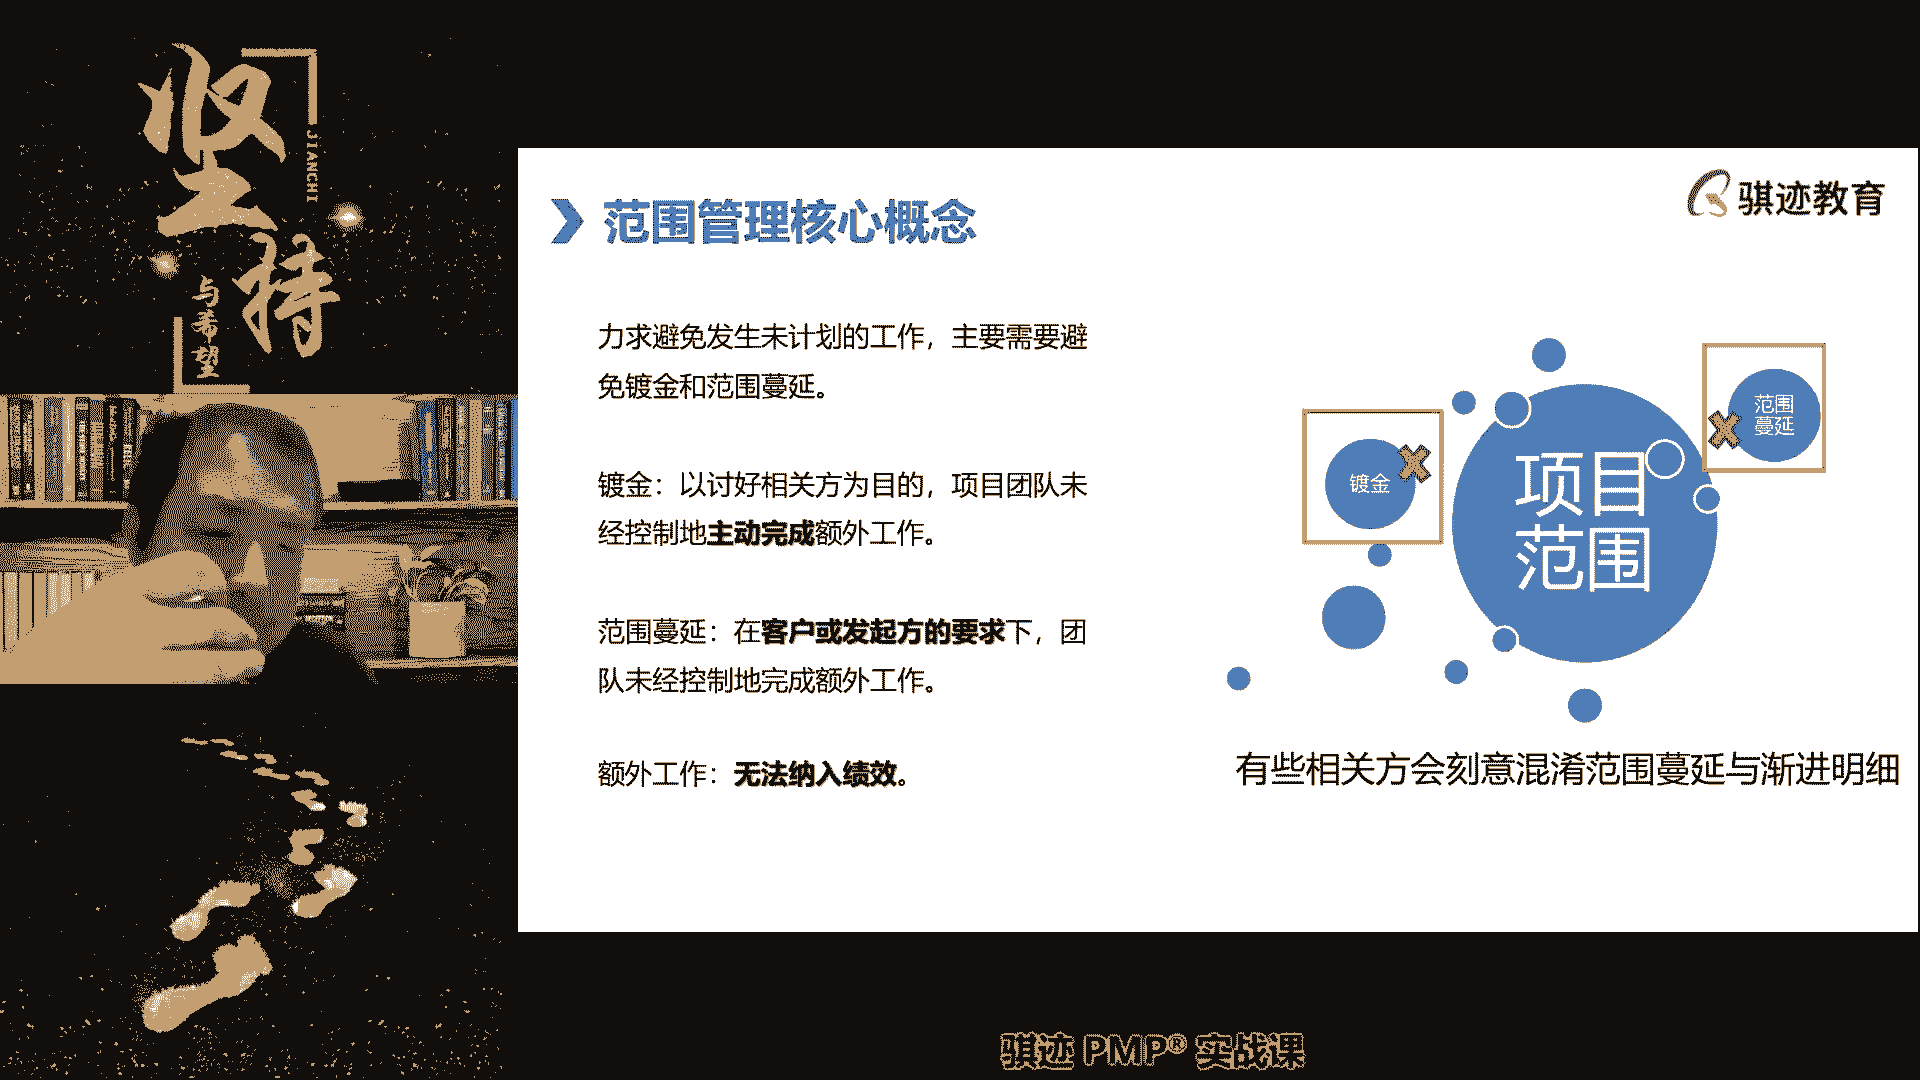 坚持
JIANCHI
与希望
骐迹教育
范围管理核心概念
力求避免发生未计划的工作，主要需要避
免镀金和范围蔓延。
镀金：以讨好相关方为目的，项目团队未
经控制地主动完成额外工作。
范围蔓延：在客户或发起方的要求下，团
队未经控制地完成额外工作。
额外工作：无法纳入绩效。
镀金
项目
范围
范围
蔓延
有些相关方会刻意混淆范围蔓延与渐进明细
骐迹 PMP® 实战课